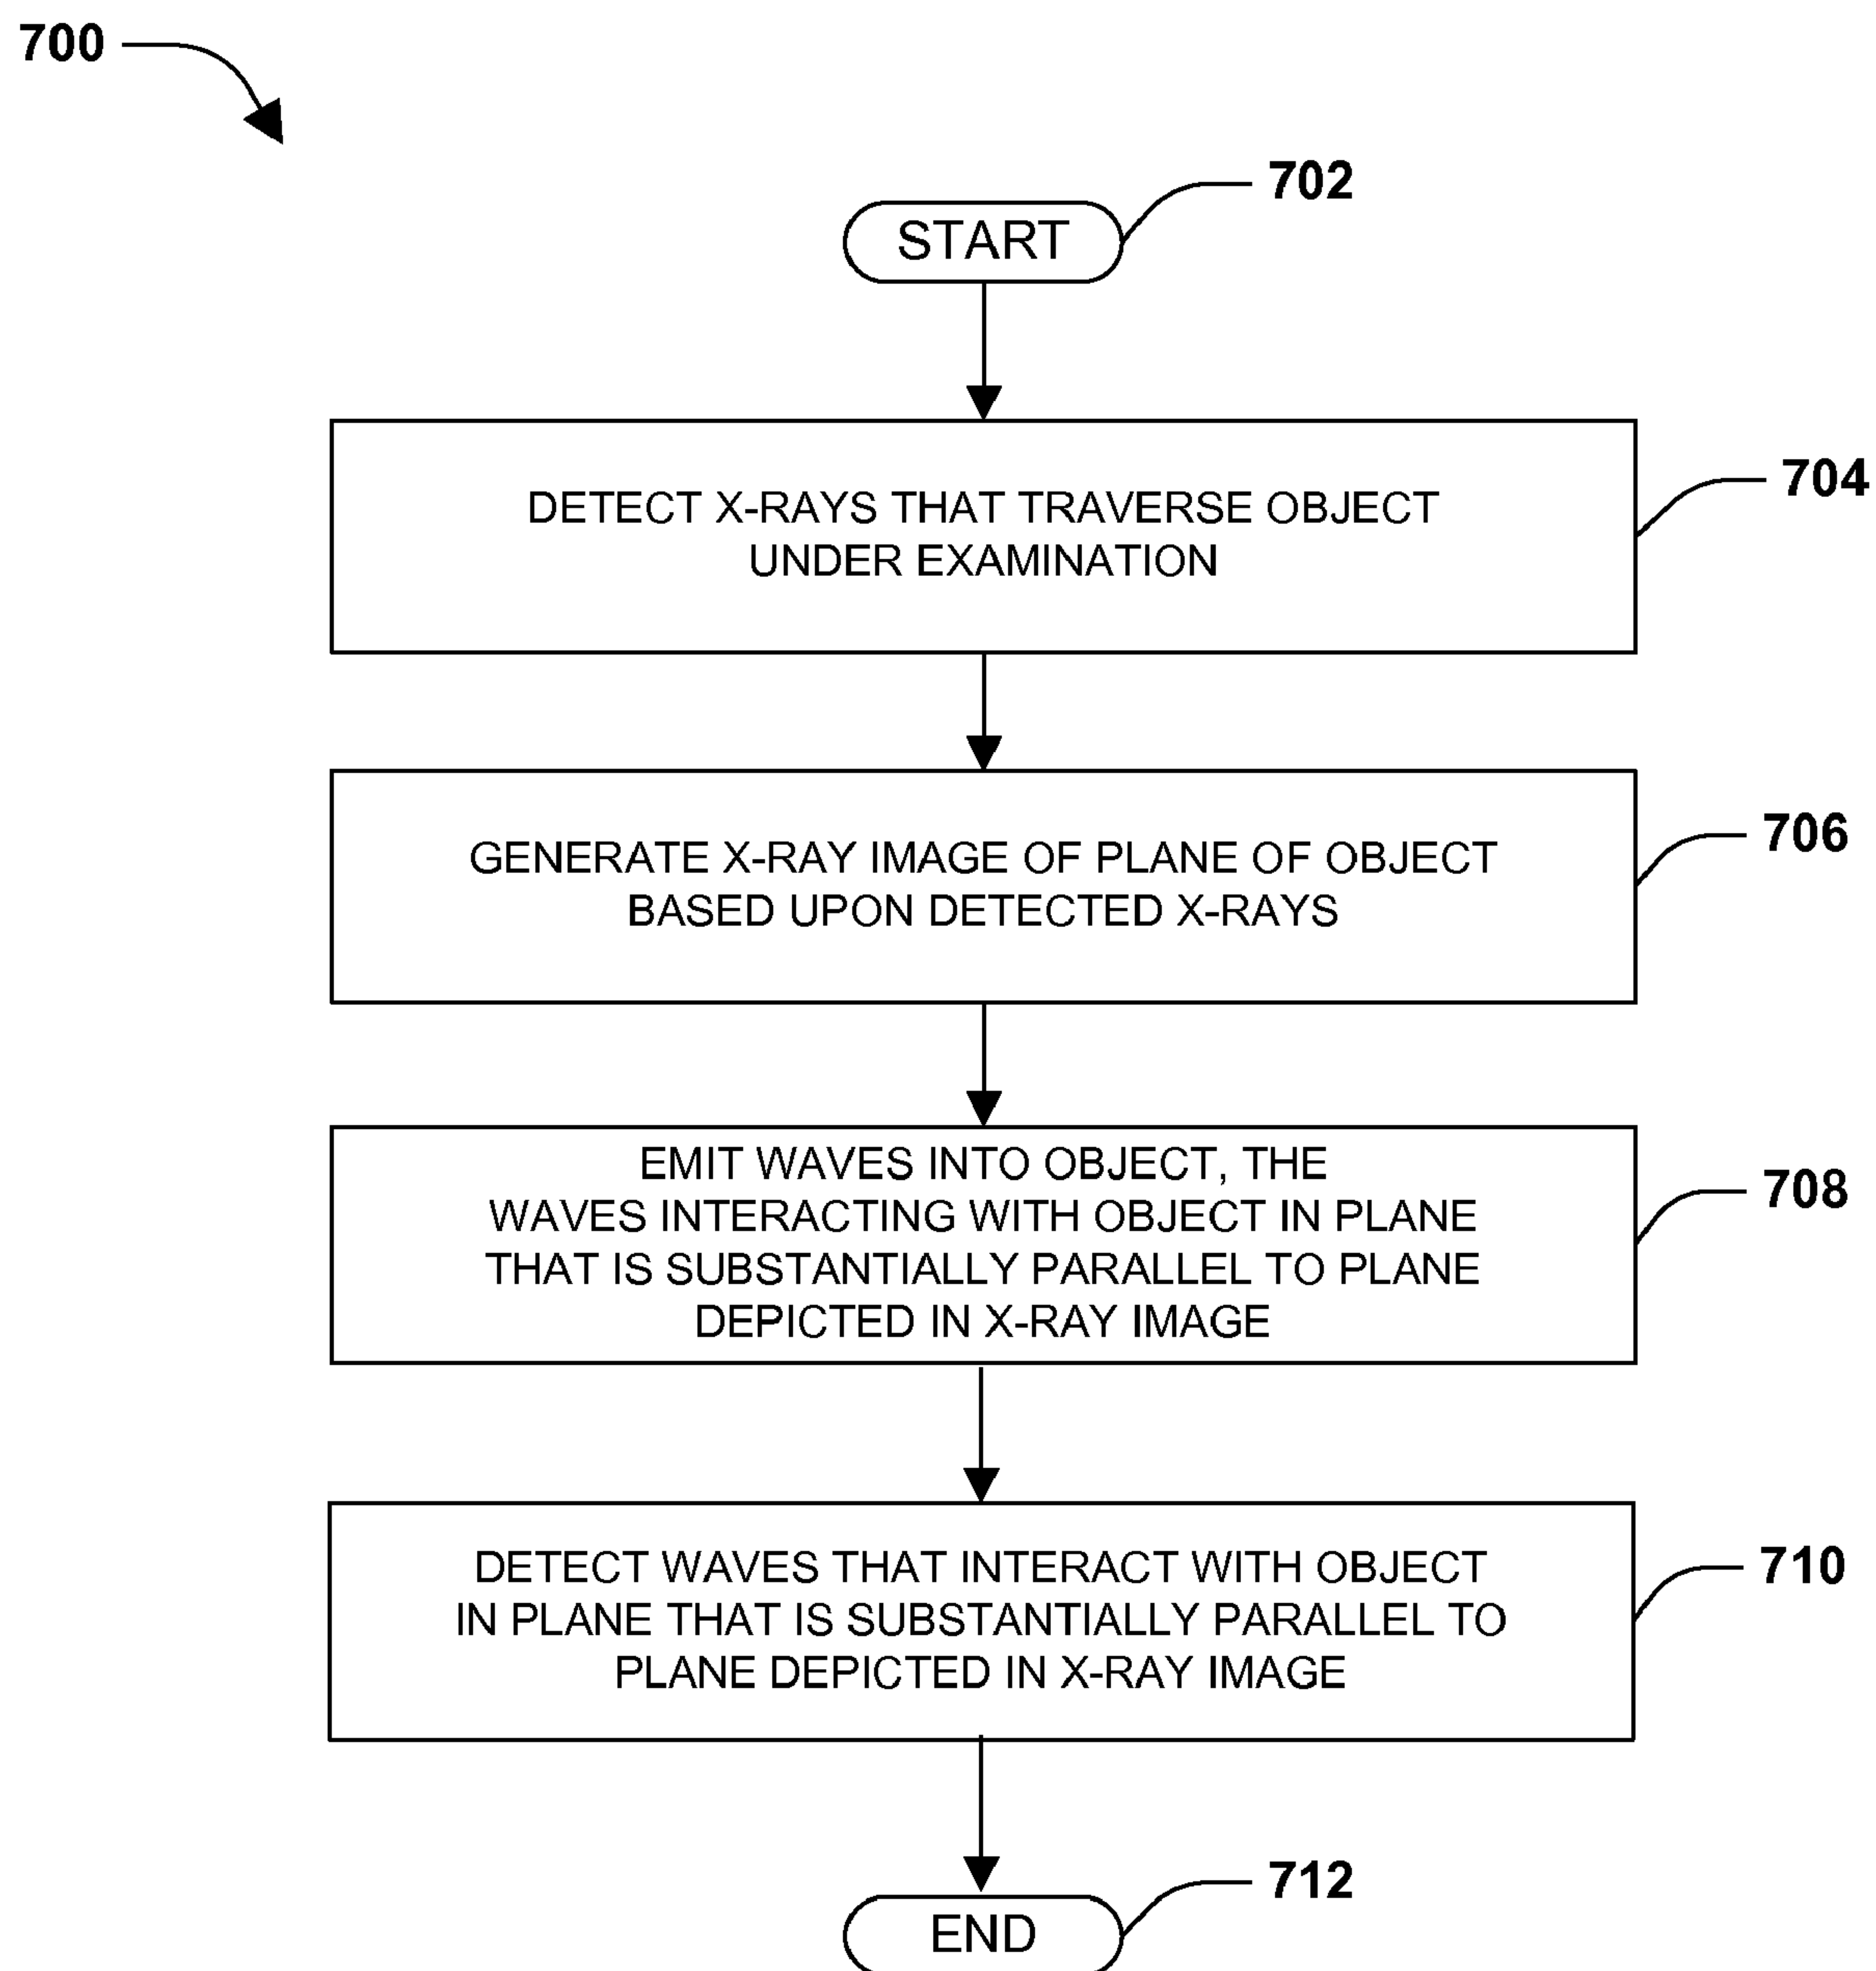 700
702
START
704
DETECT X-RAYS THAT TRAVERSE OBJECT
UNDER EXAMINATION
706
GENERATE X-RAY IMAGE OF PLANE OF OBJECT
BASED UPON DETECTED X-RAYS
708
EMIT WAVES INTO OBJECT, THE
WAVES INTERACTING WITH OBJECT IN PLANE
THAT IS SUBSTANTIALLY PARALLEL TO PLANE
DEPICTED IN X-RAY IMAGE
710
DETECT WAVES THAT INTERACT WITH OBJECT
IN PLANE THAT IS SUBSTANTIALLY PARALLEL TO
PLANE DEPICTED IN X-RAY IMAGE
712
END